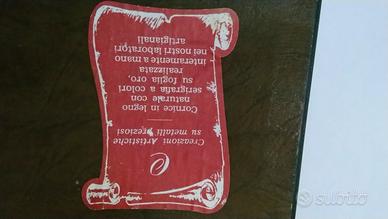 C
Creazioni Artistiche
su metalli preziosi
Cornice in legno
naturale con
serigrafia a colori
su foglia oro,
realizzata
interamente a mano
nei nostri laboratori
artigianali
subito